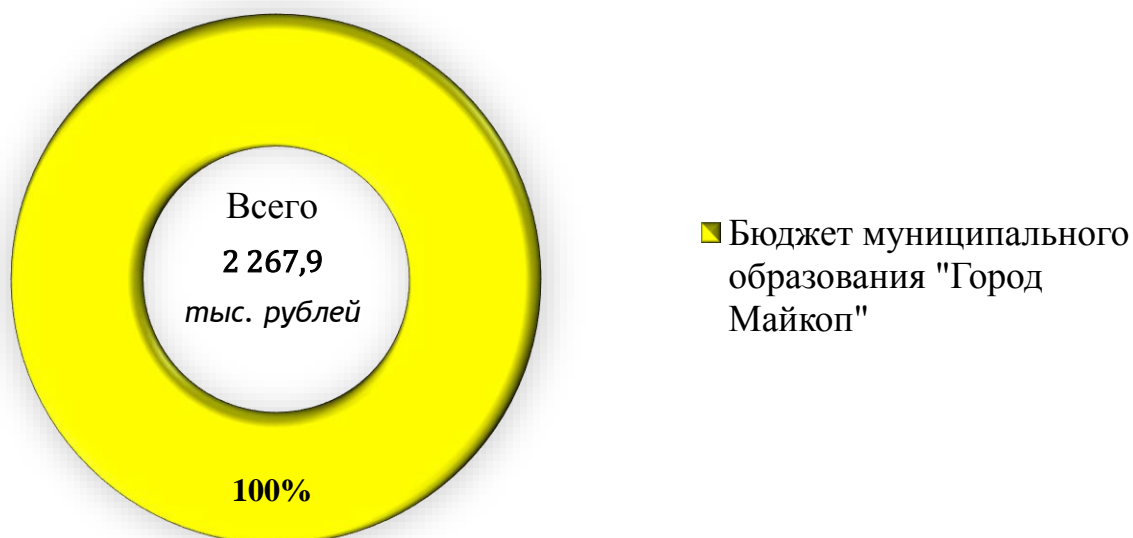 Всего
2 267,9
тыс. рублей
100%
Бюджет муниципального
образования "Город
Майкоп"